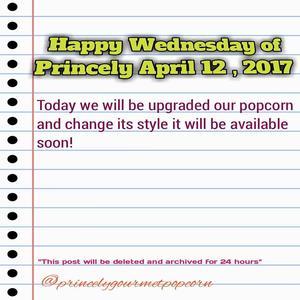 Happy Wednesday of
Princely April 12 , 2017
Today we will be upgraded our popcorn
and change its style it will be available
soon!
"This post will be deleted and archived for 24 hours"
@princelygourmetpopcorn